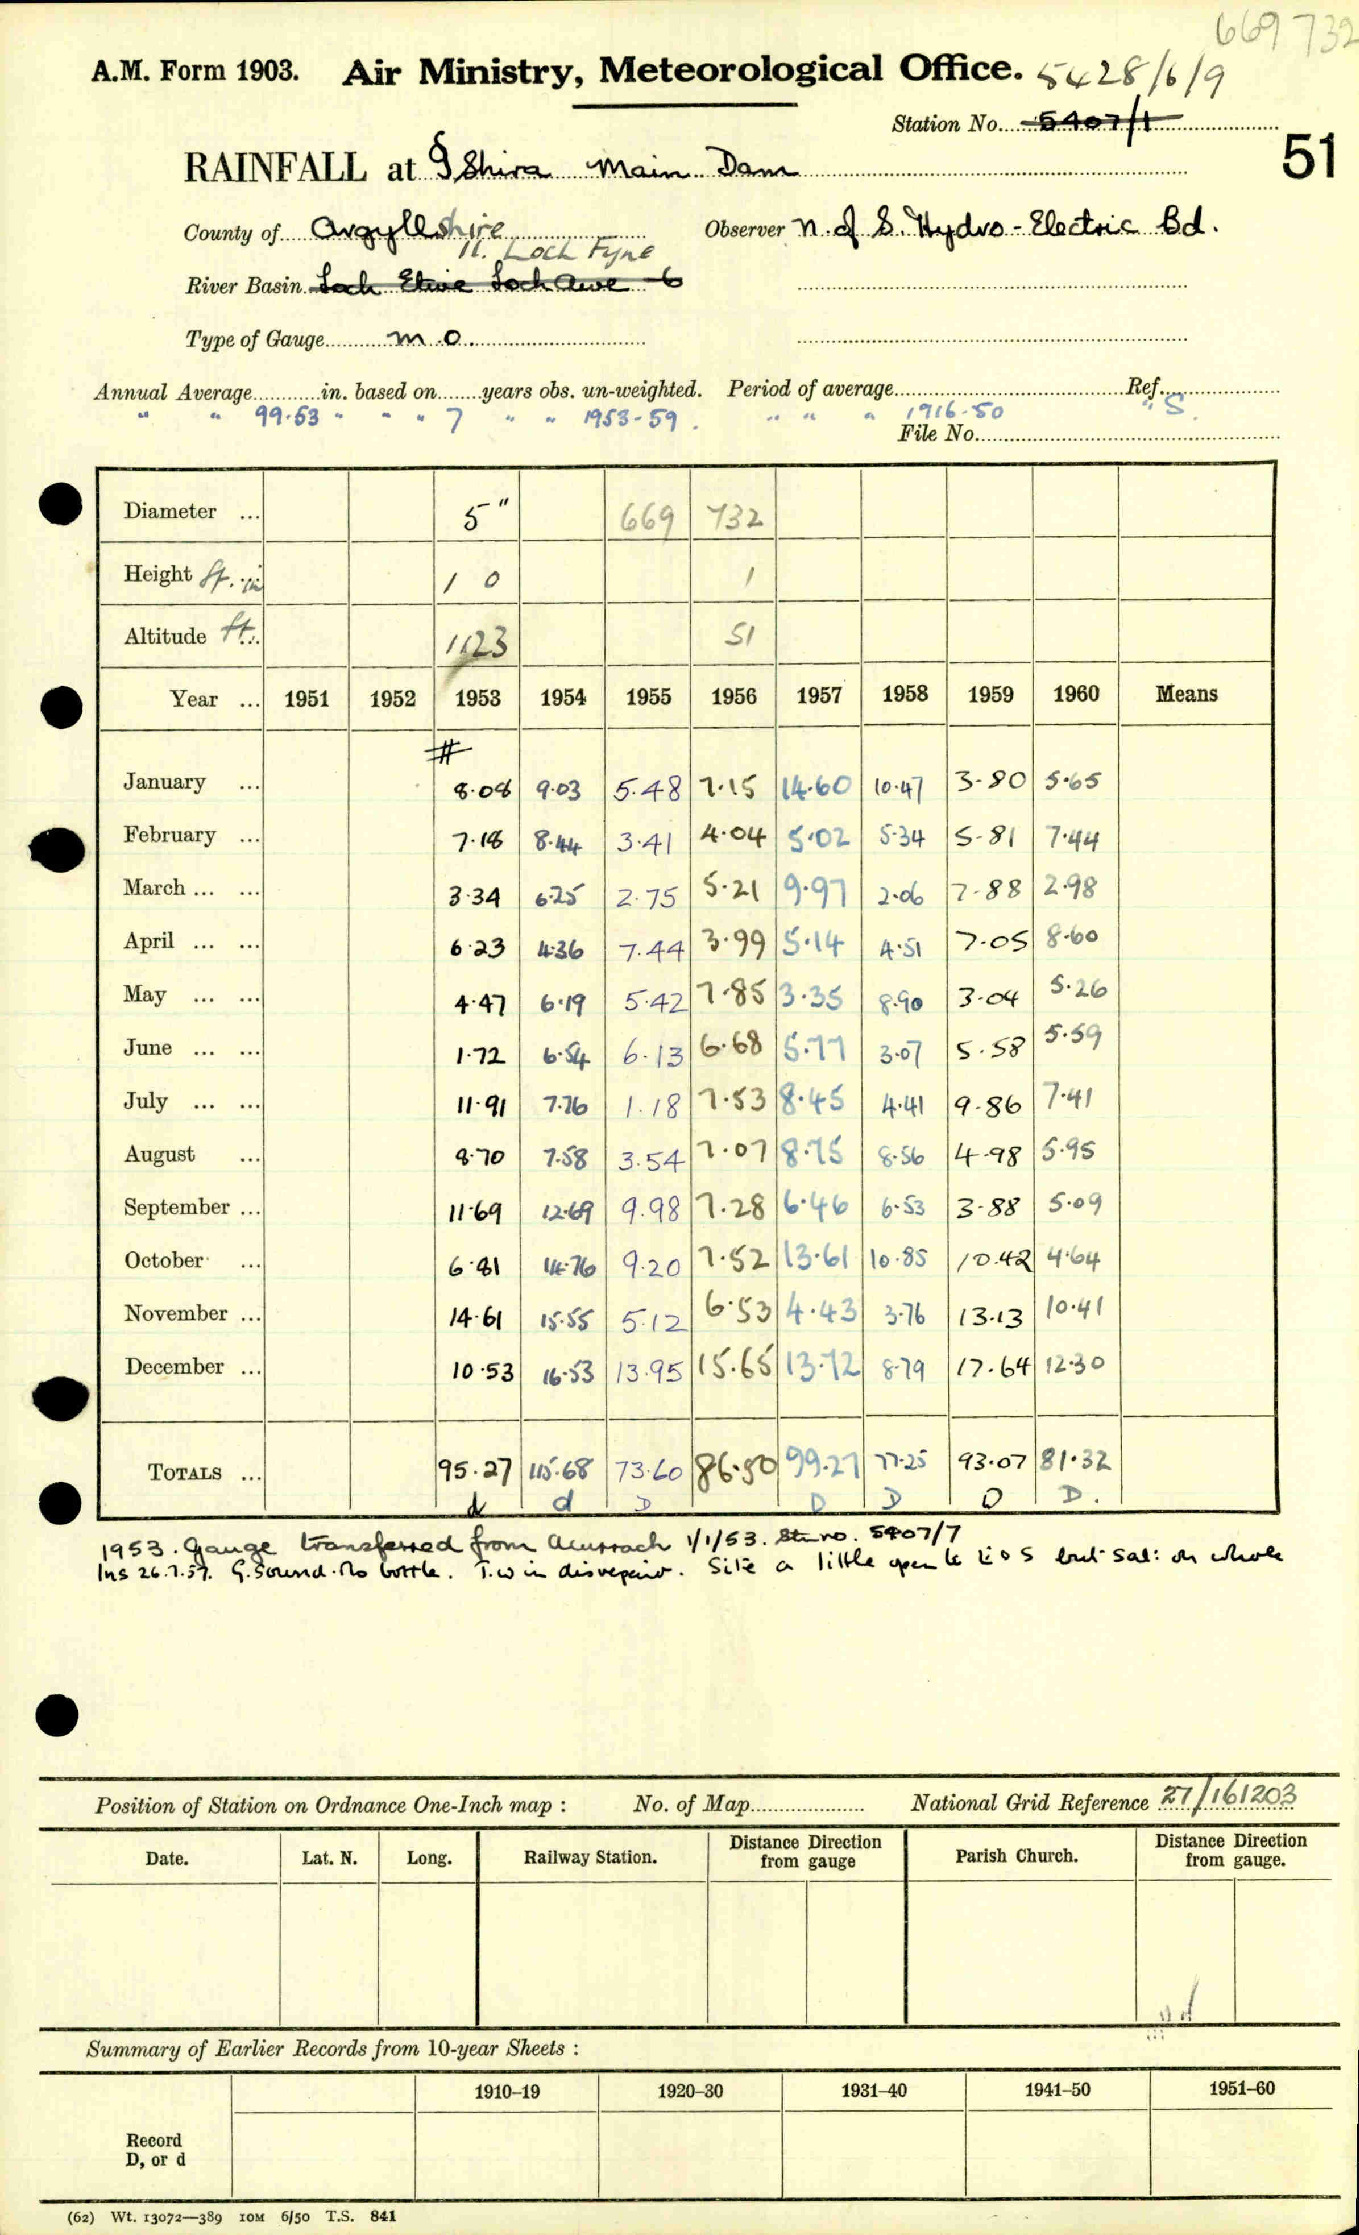 669 732
A.M. Form 1903. Air Ministry, Meteorological Office. 5428/6/9
Station No. 5407/1
51
RAINFALL at § Shira Main Dam
County of Argyllshire Observer N. of S. Hydro-Electric Bd.
11. Loch Fyne
River Basin Loch Etive Loch Awe 6
Type of Gauge M.O.
Annual Average in. based on years obs. un-weighted. Period of average Ref.
" " 99.53 " " " 7 " " 1953-59. " " " 1916-50 " S.
File No.
Diameter ... 5" 669 732
Height ft. in 1 0 1
Altitude ft... 1123 51
Year ... 1951 1952 1953 1954 1955 1956 1957 1958 1959 1960 Means
January ... 8.08 9.03 5.48 7.15 14.60 10.47 3.80 5.65
February ... 7.18 8.44 3.41 4.04 5.02 5.34 5.81 7.44
March ... ... 3.34 6.25 2.75 5.21 9.97 2.06 7.88 2.98
April ... ... 6.23 4.36 7.44 3.99 5.14 4.51 7.05 8.60
May ... ... 4.47 6.19 5.42 7.85 3.35 8.90 3.04 5.26
June ... ... 1.72 6.54 6.13 6.68 5.77 3.07 5.58 5.59
July ... ... 11.91 7.76 1.18 7.53 8.45 4.41 9.86 7.41
August ... 8.70 7.58 3.54 7.07 8.75 8.56 4.98 5.95
September ... 11.69 12.69 9.98 7.28 6.46 6.53 3.88 5.09
October ... 6.81 14.76 9.20 7.52 13.61 10.85 10.42 4.64
November ... 14.61 15.55 5.12 6.53 4.43 3.76 13.13 10.41
December ... 10.53 16.53 13.95 15.65 13.72 8.79 17.64 12.30
TOTALS ... 95.27 115.68 73.60 86.50 99.27 77.25 93.07 81.32
d d D D D D D.
1953. Gauge transferred from 1/1/53. St. no. 5407/7
Ins 26.7.57. G. sound. No bottle. T.w in disrepair. Site a little open to E & S but sat: on whole
Position of Station on Ordnance One-Inch map : No. of Map National Grid Reference 27/161203
Date. Lat. N. Long. Railway Station. Distance Direction from gauge Parish Church. Distance Direction from gauge.
Summary of Earlier Records from 10-year Sheets :
1910–19 1920–30 1931–40 1941–50 1951–60
Record
D, or d
(62) Wt. 13072—389 10M 6/50 T.S. 841